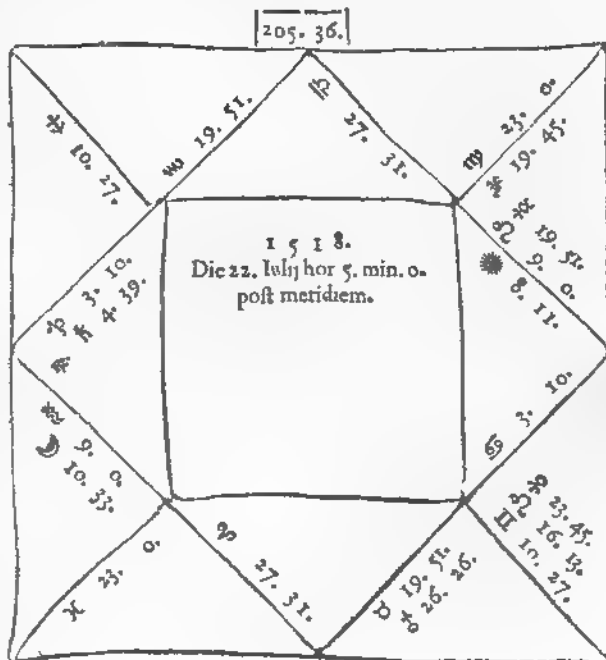 205. 36.
♐ 10. 27.
♏ 19. 51.
♎ 27. 31.
♍ 23. 0.
19. 45.
19. 51.
♌ 9. 0.
☉ 8. 11.
1 5 1 8.
Die 22. Iulij hor 5. min. 0.
poſt meridiem.
♑ 3. 10.
♄ 4. 39.
♒ 9. 0.
☽ 10. 33.
♓ 23. 0.
♈ 27. 31.
♉ 19. 51.
26. 26.
♋ 3. 10.
23. 45.
16. 13.
♊ 10. 27.